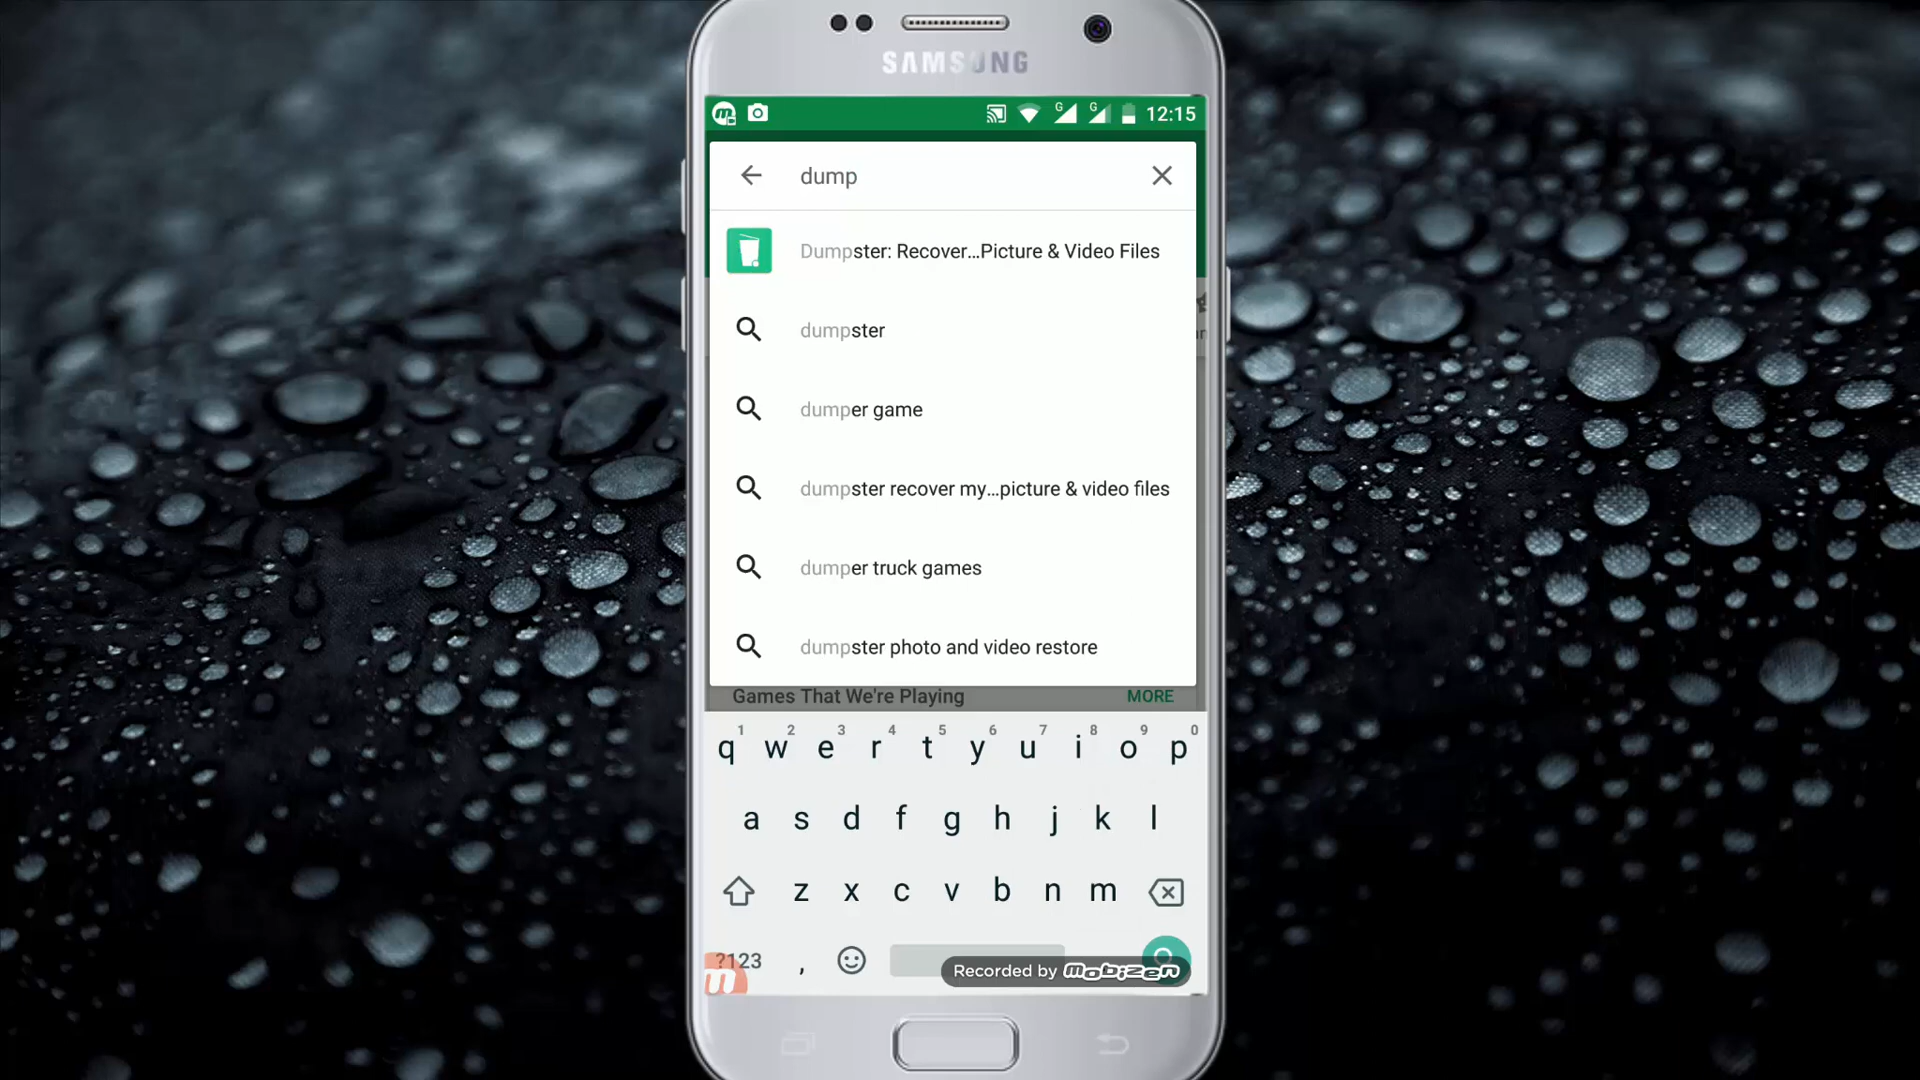 SAMSUNG
G G 12:15
dump
Dumpster: Recover...Picture & Video Files
dumpster
dumper game
dumpster recover my...picture & video files
dumper truck games
dumpster photo and video restore
Games That We're Playing MORE
1 2 3 4 5 6 7 8 9 0
q w e r t y u i o p
a s d f g h j k l
z x c v b n m
?123 ,
Recorded by mobizen